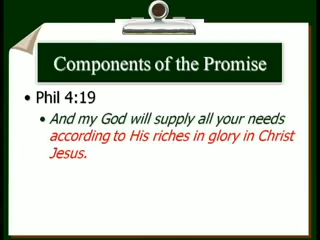 Components of the Promise
• Phil 4:19
• And my God will supply all your needs
according to His riches in glory in Christ
Jesus.